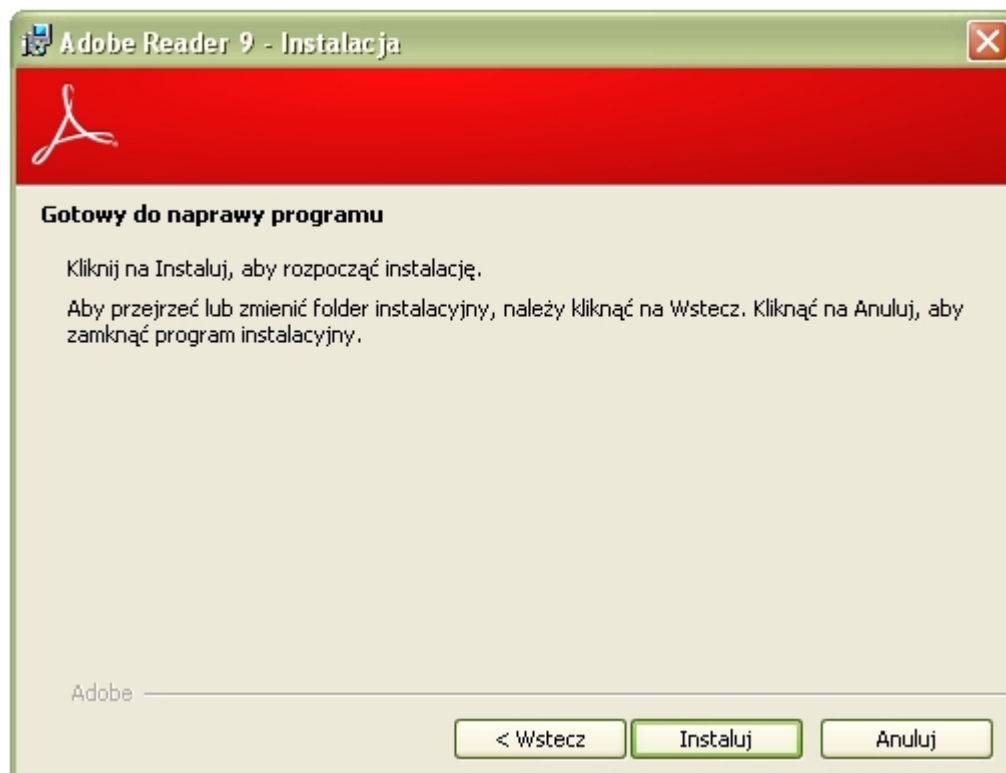 Adobe Reader 9 - Instalacja
Gotowy do naprawy programu
Kliknij na Instaluj, aby rozpocząć instalację.
Aby przejrzeć lub zmienić folder instalacyjny, należy kliknąć na Wstecz. Kliknąć na Anuluj, aby
zamknąć program instalacyjny.
Adobe
< Wstecz Instaluj Anuluj